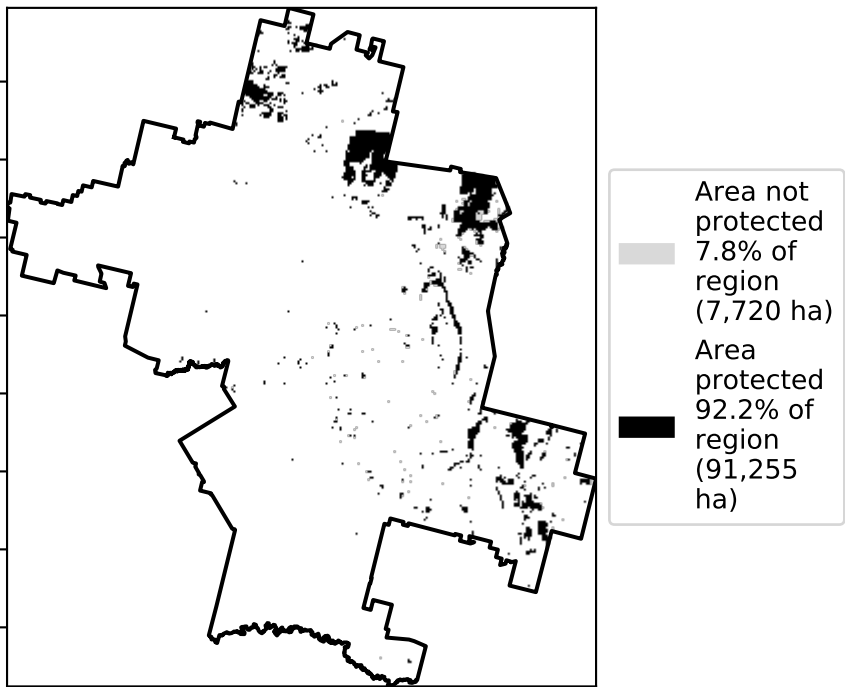 Area not
protected
7.8% of
region
(7,720 ha)
Area
protected
92.2% of
region
(91,255
ha)